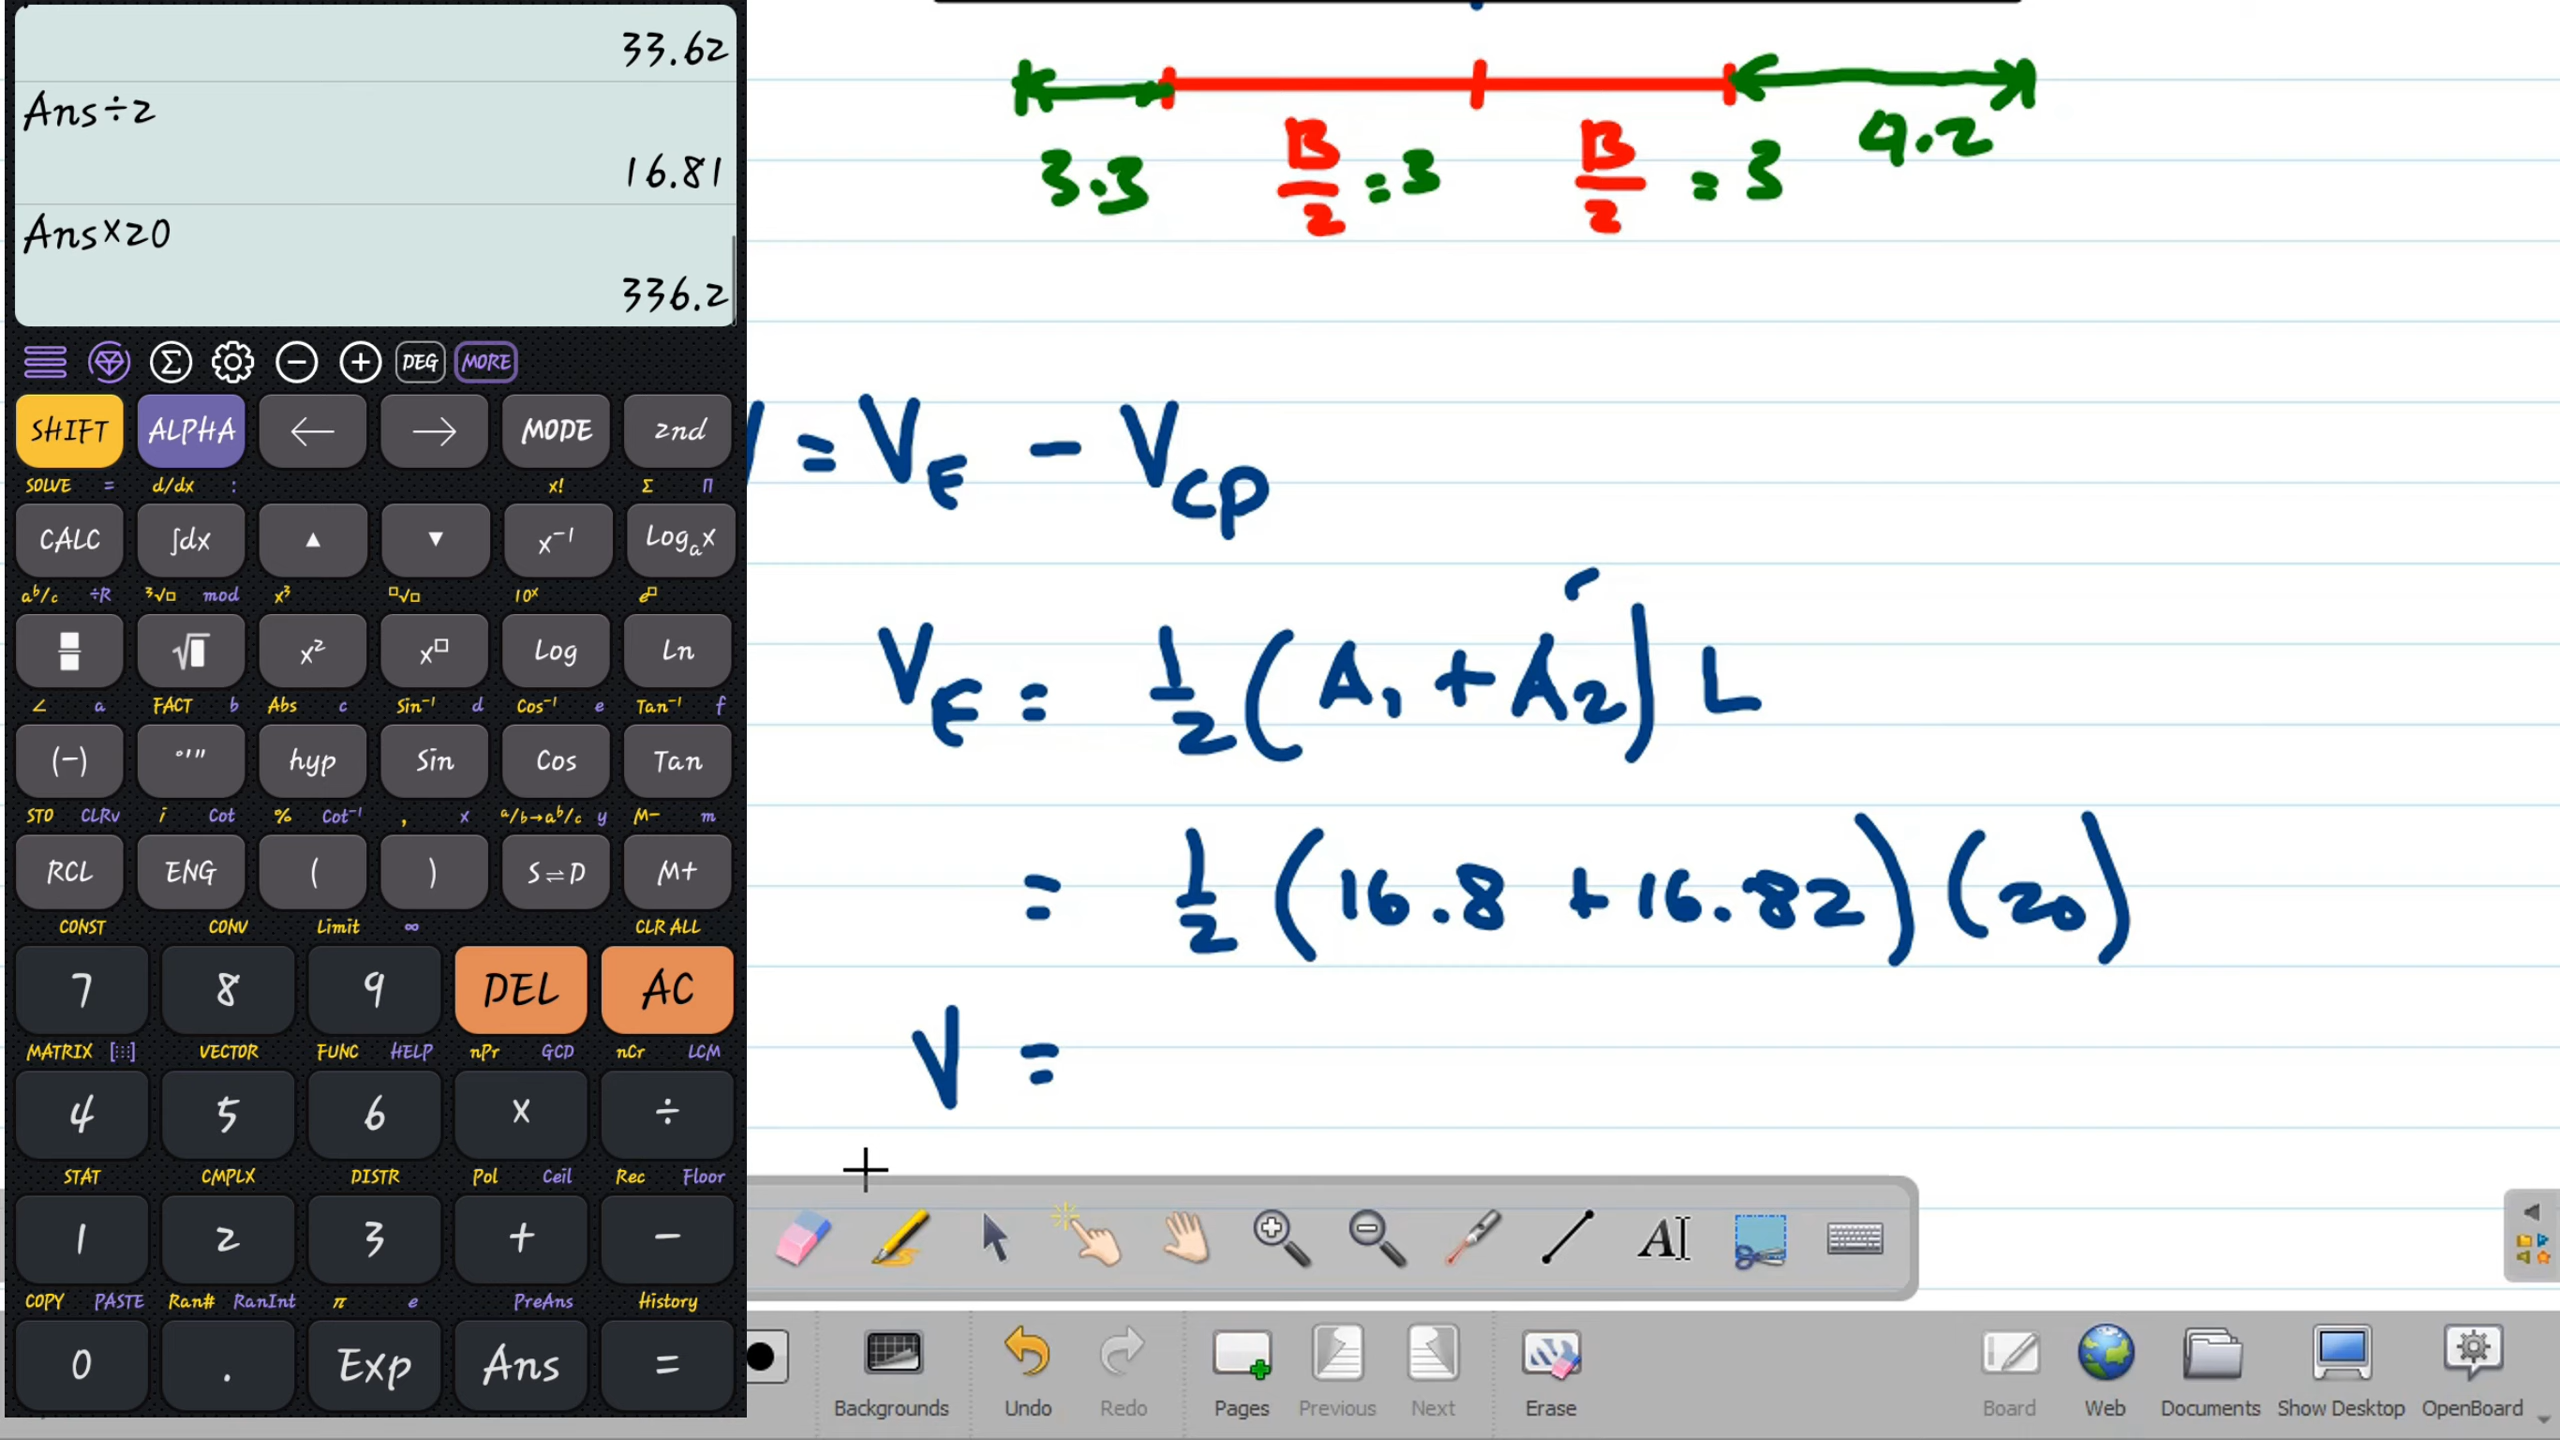 33.62
Ans÷2
16.81
Ans×20
336.2
DEG MORE
SHIFT ALPHA ← → MODE 2nd
SOLVE = d/dx : x! Σ Π
CALC ∫dx ▲ ▼ x⁻¹ Logₐx
aᵇ/c ÷R ³√□ mod x³ □√□ 10ˣ e□
√ x² x□ Log Ln
∠ a FACT b Abs c Sin⁻¹ d Cos⁻¹ e Tan⁻¹ f
(−) °'" hyp Sin Cos Tan
STO CLRv i Cot % Cot⁻¹ , x a/b→aᵇ/c y M− m
RCL ENG ( ) S⇌D M+
CONST CONV Limit ∞ CLR ALL
7 8 9 DEL AC
MATRIX [:::] VECTOR FUNC HELP nPr GCD nCr LCM
4 5 6 × ÷
STAT CMPLX DISTR Pol Ceil Rec Floor
1 2 3 + −
COPY PASTE Ran# RanInt π e PreAns History
0 . Exp Ans =
3.3 B/2 = 3 B/2 = 3 4.2
V = V_E − V_cp
V_E = 1/2 (A₁ + A₂) L
= 1/2 (16.8 + 16.82) (20)
V =
AI
Backgrounds Undo Redo Pages Previous Next Erase Board Web Documents Show Desktop OpenBoard